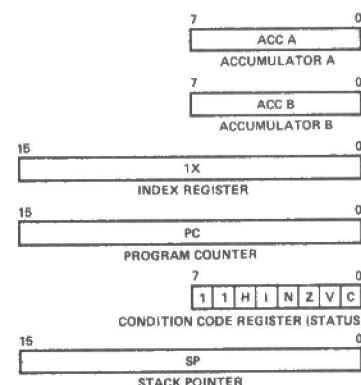 7 0
ACC A
ACCUMULATOR A
7 0
ACC B
ACCUMULATOR B
15 0
1X
INDEX REGISTER
15 0
PC
PROGRAM COUNTER
7 0
1 1 H I N Z V C
CONDITION CODE REGISTER (STATUS
15 0
SP
STACK POINTER